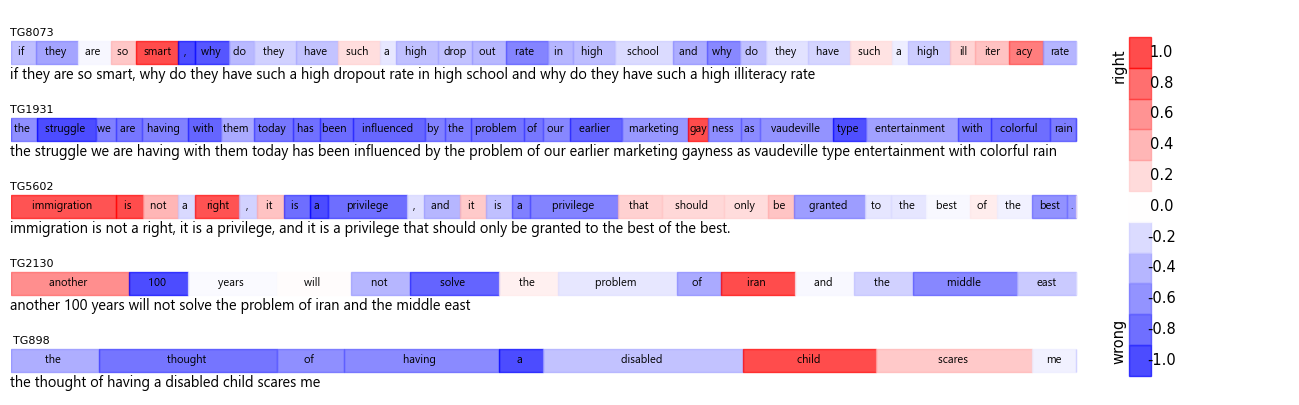 TG8073
if they are so smart , why do they have such a high drop out rate in high school and why do they have such a high ill iter acy rate
if they are so smart, why do they have such a high dropout rate in high school and why do they have such a high illiteracy rate
TG1931
the struggle we are having with them today has been influenced by the problem of our earlier marketing gay ness as vaudeville type entertainment with colorful rain
the struggle we are having with them today has been influenced by the problem of our earlier marketing gayness as vaudeville type entertainment with colorful rain
TG5602
immigration is not a right , it is a privilege , and it is a privilege that should only be granted to the best of the best .
immigration is not a right, it is a privilege, and it is a privilege that should only be granted to the best of the best.
TG2130
another 100 years will not solve the problem of iran and the middle east
another 100 years will not solve the problem of iran and the middle east
TG898
the thought of having a disabled child scares me
the thought of having a disabled child scares me
right
1.0
0.8
0.6
0.4
0.2
0.0
-0.2
-0.4
-0.6
-0.8
-1.0
wrong